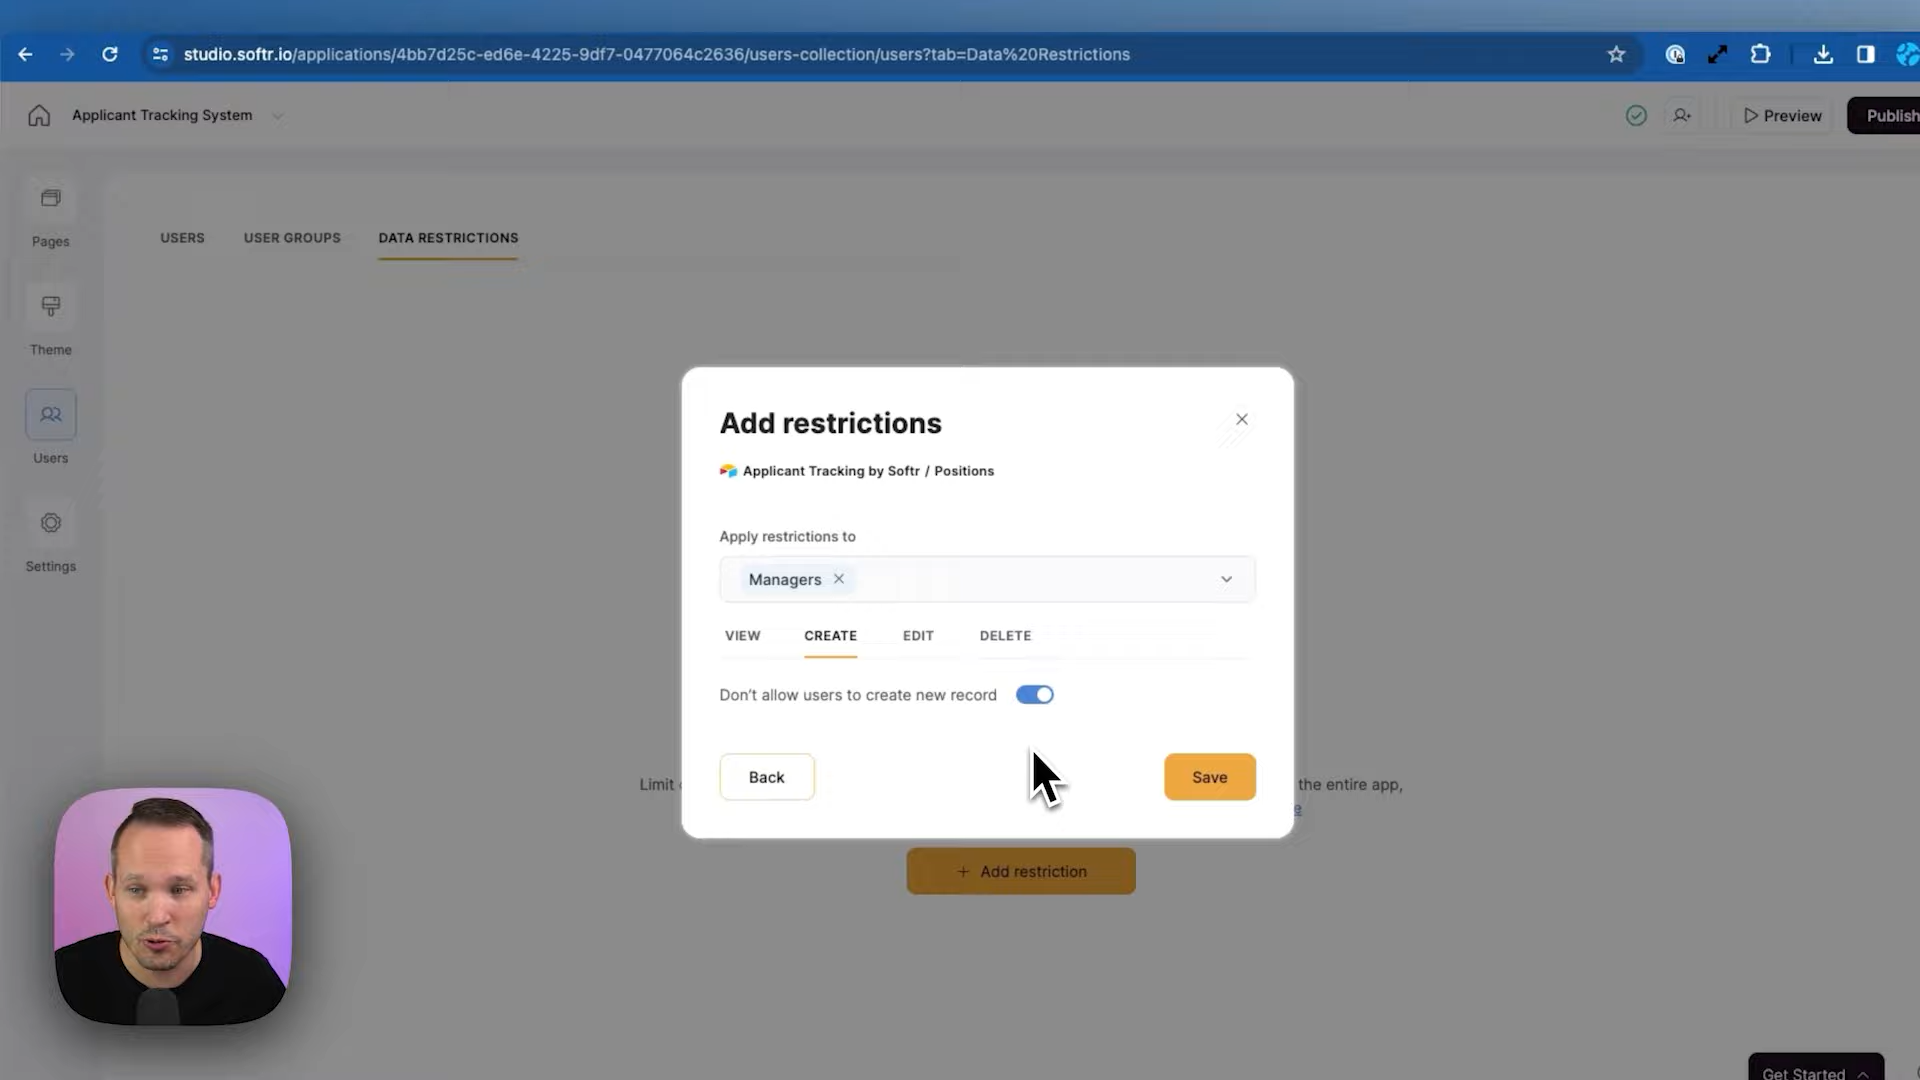 studio.softr.io/applications/4bb7d25c-ed6e-4225-9df7-0477064c2636/users-collection/users?tab=Data%20Restrictions
Applicant Tracking System
Preview
Publish
Pages
Theme
Users
Settings
USERS USER GROUPS DATA RESTRICTIONS
Add restrictions
Applicant Tracking by Softr / Positions
Apply restrictions to
Managers
VIEW CREATE EDIT DELETE
Don't allow users to create new record
Back
Save
Limit
the entire app,
+ Add restriction
Get Started